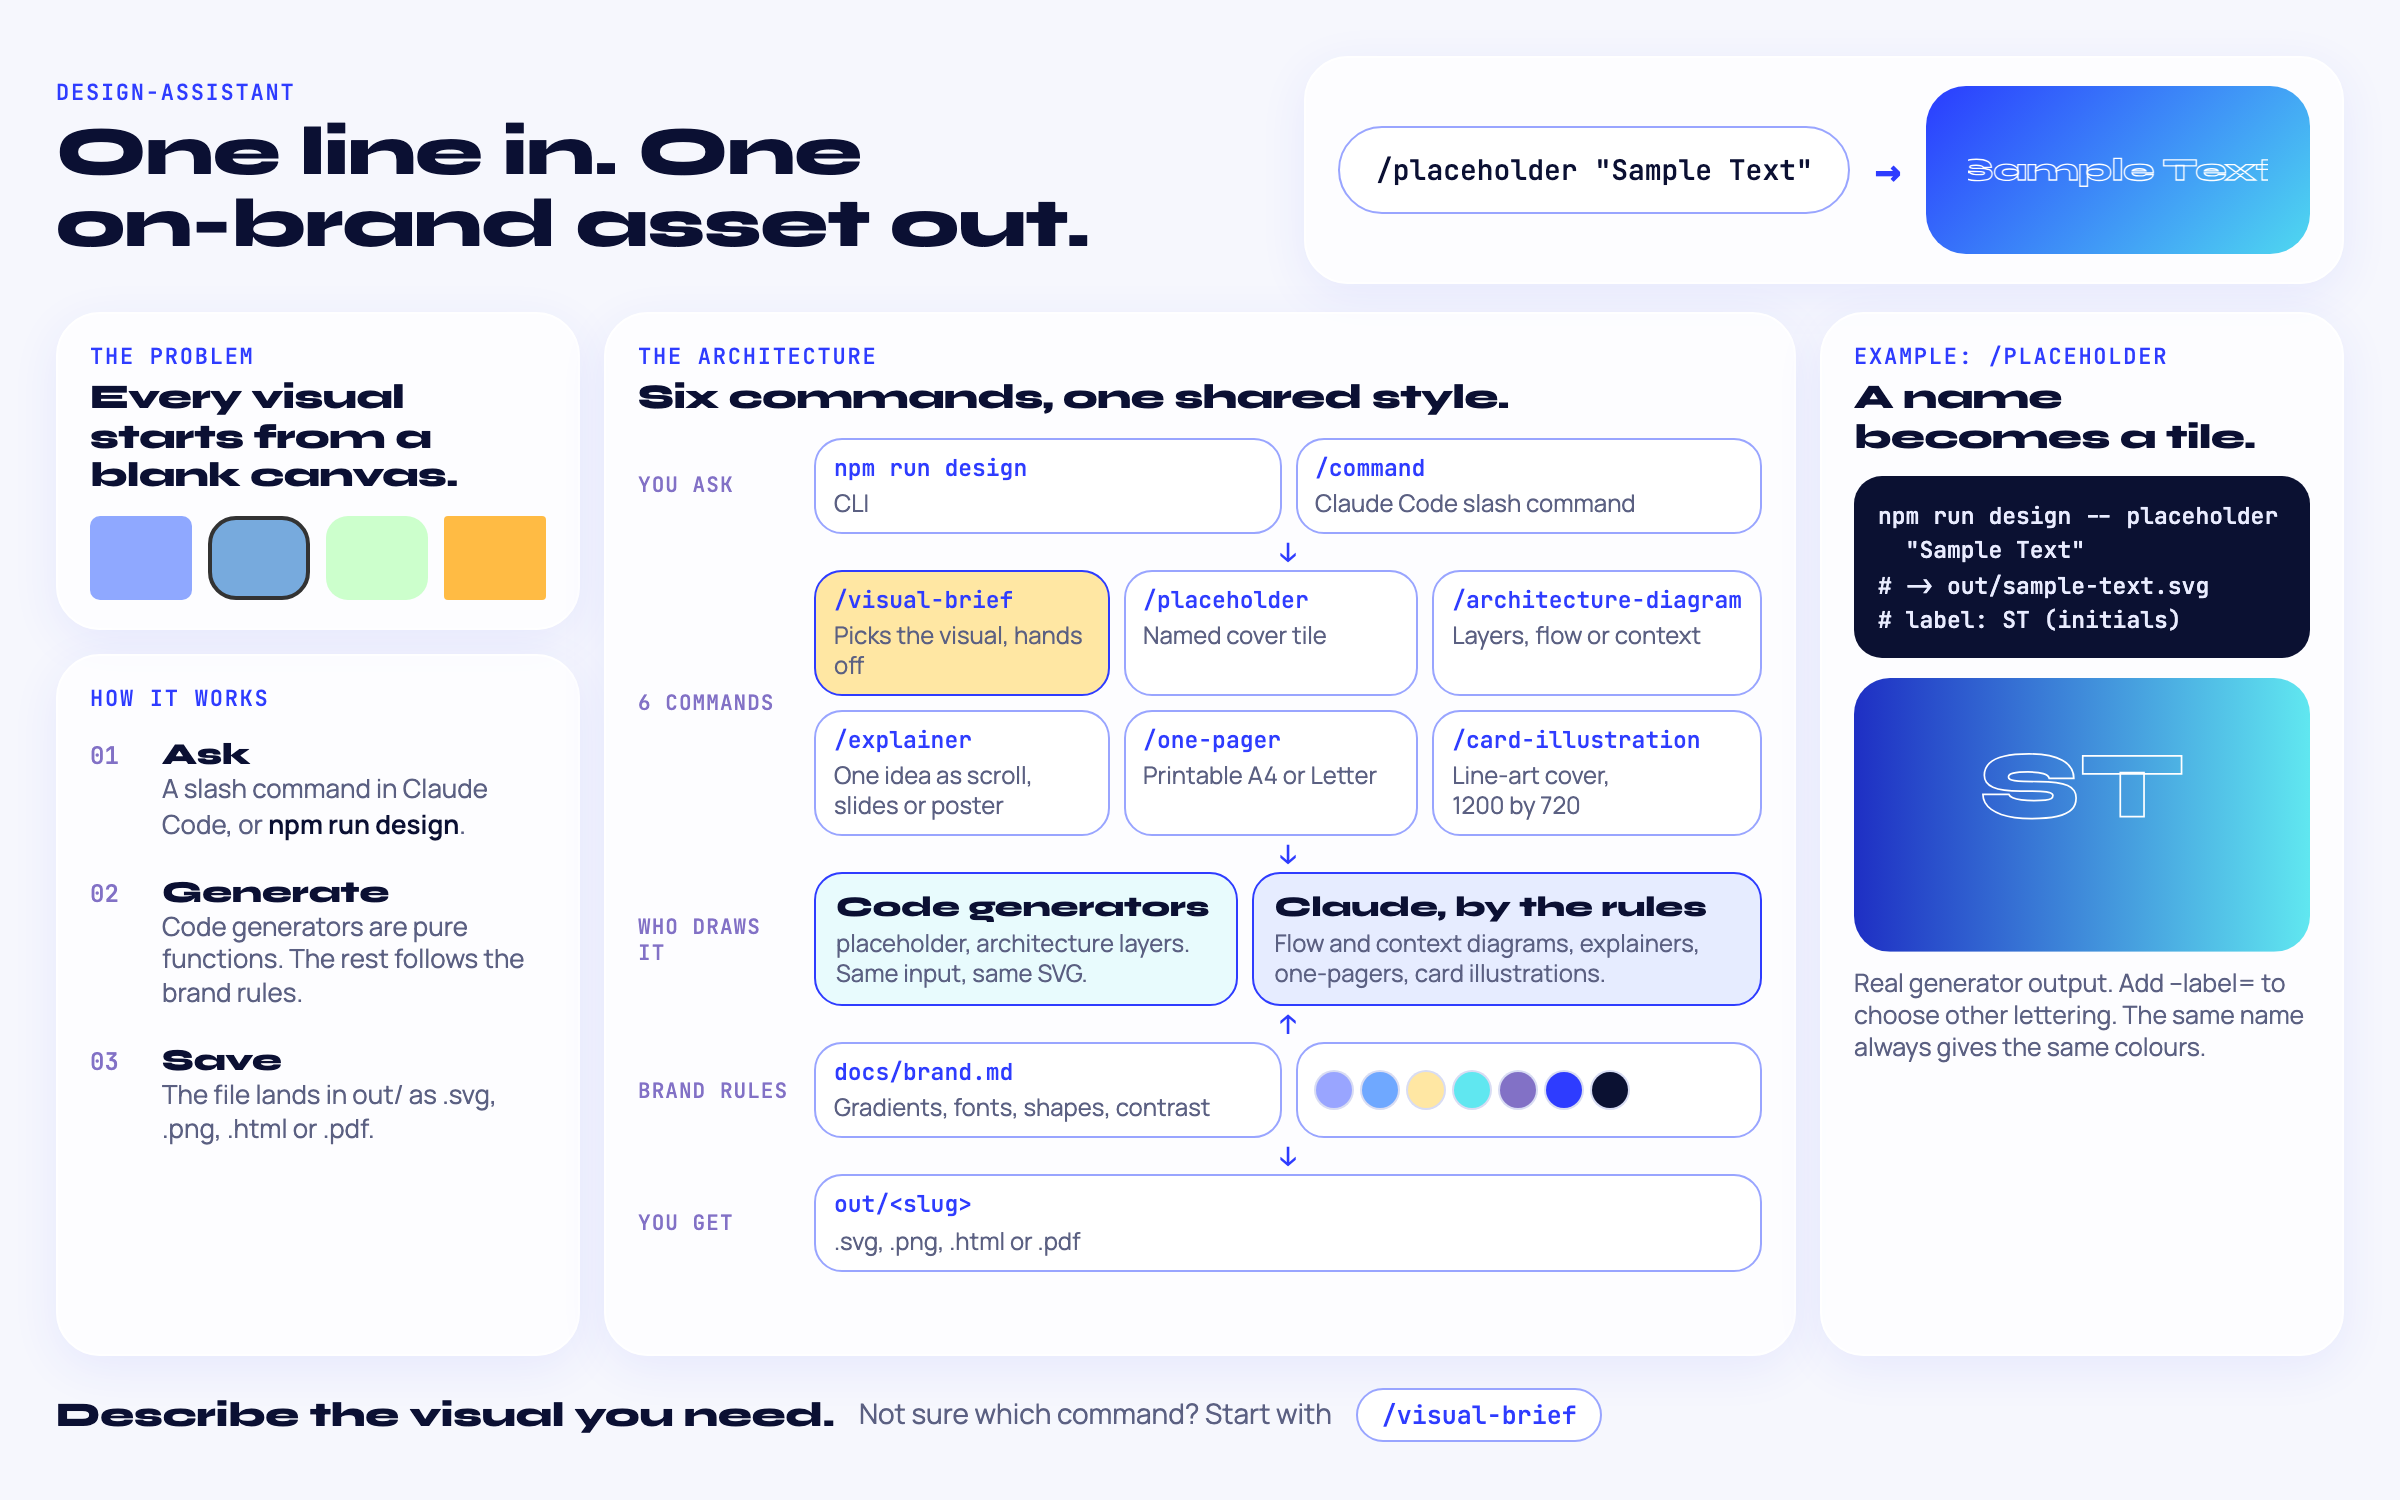 DESIGN-ASSISTANT
One line in. One
on-brand asset out.
/placeholder "Sample Text"
→
Sample Text
THE PROBLEM
Every visual
starts from a
blank canvas.
HOW IT WORKS
01
Ask
A slash command in Claude
Code, or npm run design.
02
Generate
Code generators are pure
functions. The rest follows the
brand rules.
03
Save
The file lands in out/ as .svg,
.png, .html or .pdf.
THE ARCHITECTURE
Six commands, one shared style.
YOU ASK
npm run design
CLI
/command
Claude Code slash command
↓
6 COMMANDS
/visual-brief
Picks the visual, hands
off
/placeholder
Named cover tile
/architecture-diagram
Layers, flow or context
/explainer
One idea as scroll,
slides or poster
/one-pager
Printable A4 or Letter
/card-illustration
Line-art cover,
1200 by 720
↓
WHO DRAWS
IT
Code generators
placeholder, architecture layers.
Same input, same SVG.
Claude, by the rules
Flow and context diagrams, explainers,
one-pagers, card illustrations.
↑
BRAND RULES
docs/brand.md
Gradients, fonts, shapes, contrast
↓
YOU GET
out/<slug>
.svg, .png, .html or .pdf
EXAMPLE: /PLACEHOLDER
A name
becomes a tile.
npm run design -- placeholder
"Sample Text"
# -> out/sample-text.svg
# label: ST (initials)
ST
Real generator output. Add –label= to
choose other lettering. The same name
always gives the same colours.
Describe the visual you need.
Not sure which command? Start with
/visual-brief